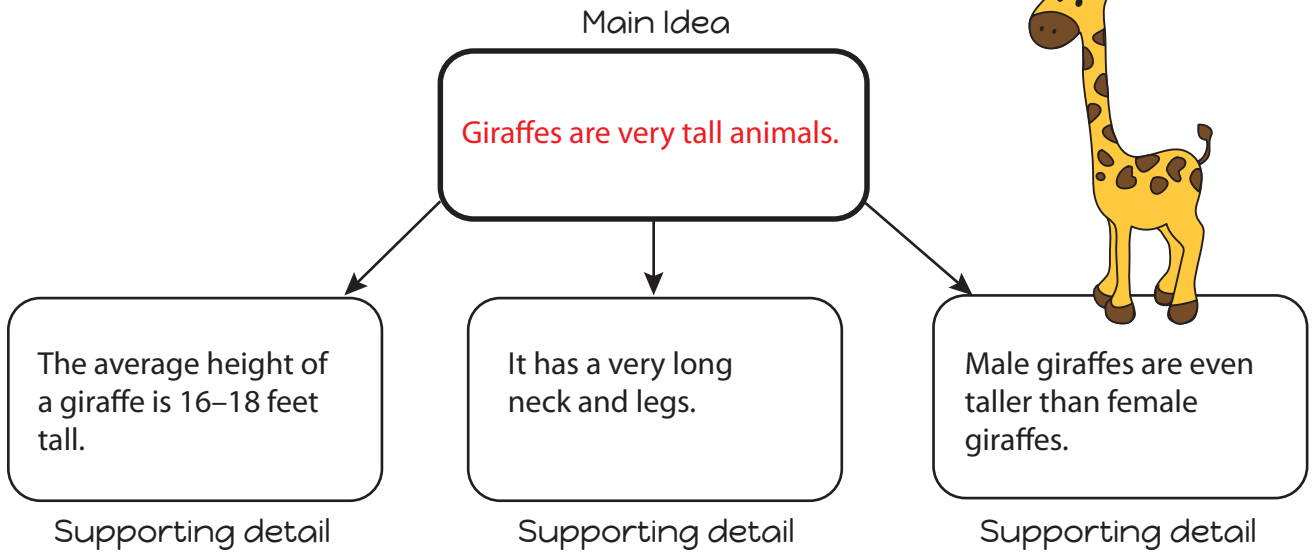 Main Idea
Giraffes are very tall animals.
The average height of
a giraffe is 16–18 feet
tall.
Supporting detail
It has a very long
neck and legs.
Supporting detail
Male giraffes are even
taller than female
giraffes.
Supporting detail